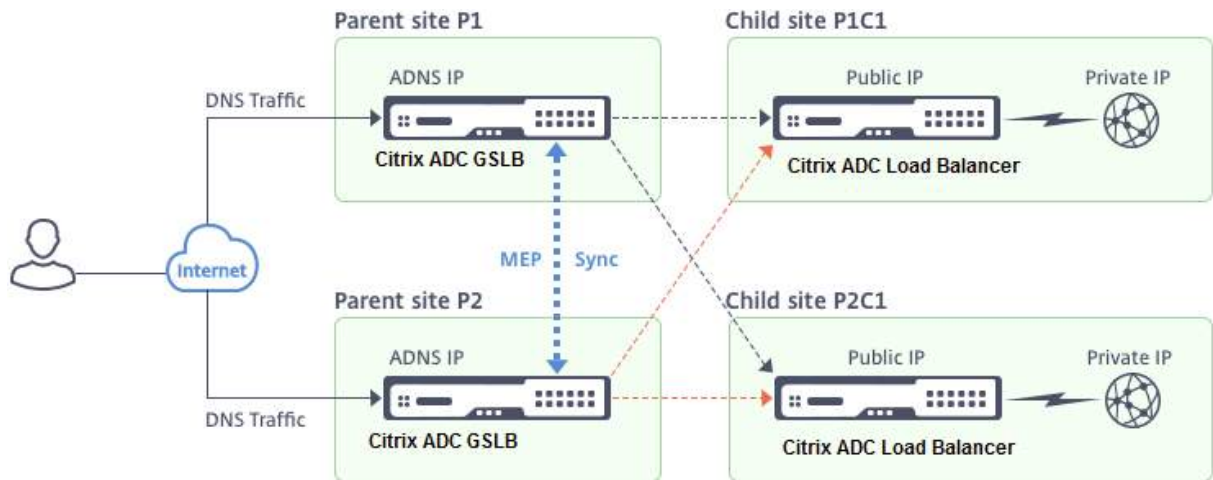 Parent site P1
Child site P1C1
ADNS IP
Public IP
Private IP
DNS Traffic
Citrix ADC GSLB
Citrix ADC Load Balancer
Internet
MEP Sync
Parent site P2
Child site P2C1
ADNS IP
Public IP
Private IP
DNS Traffic
Citrix ADC GSLB
Citrix ADC Load Balancer